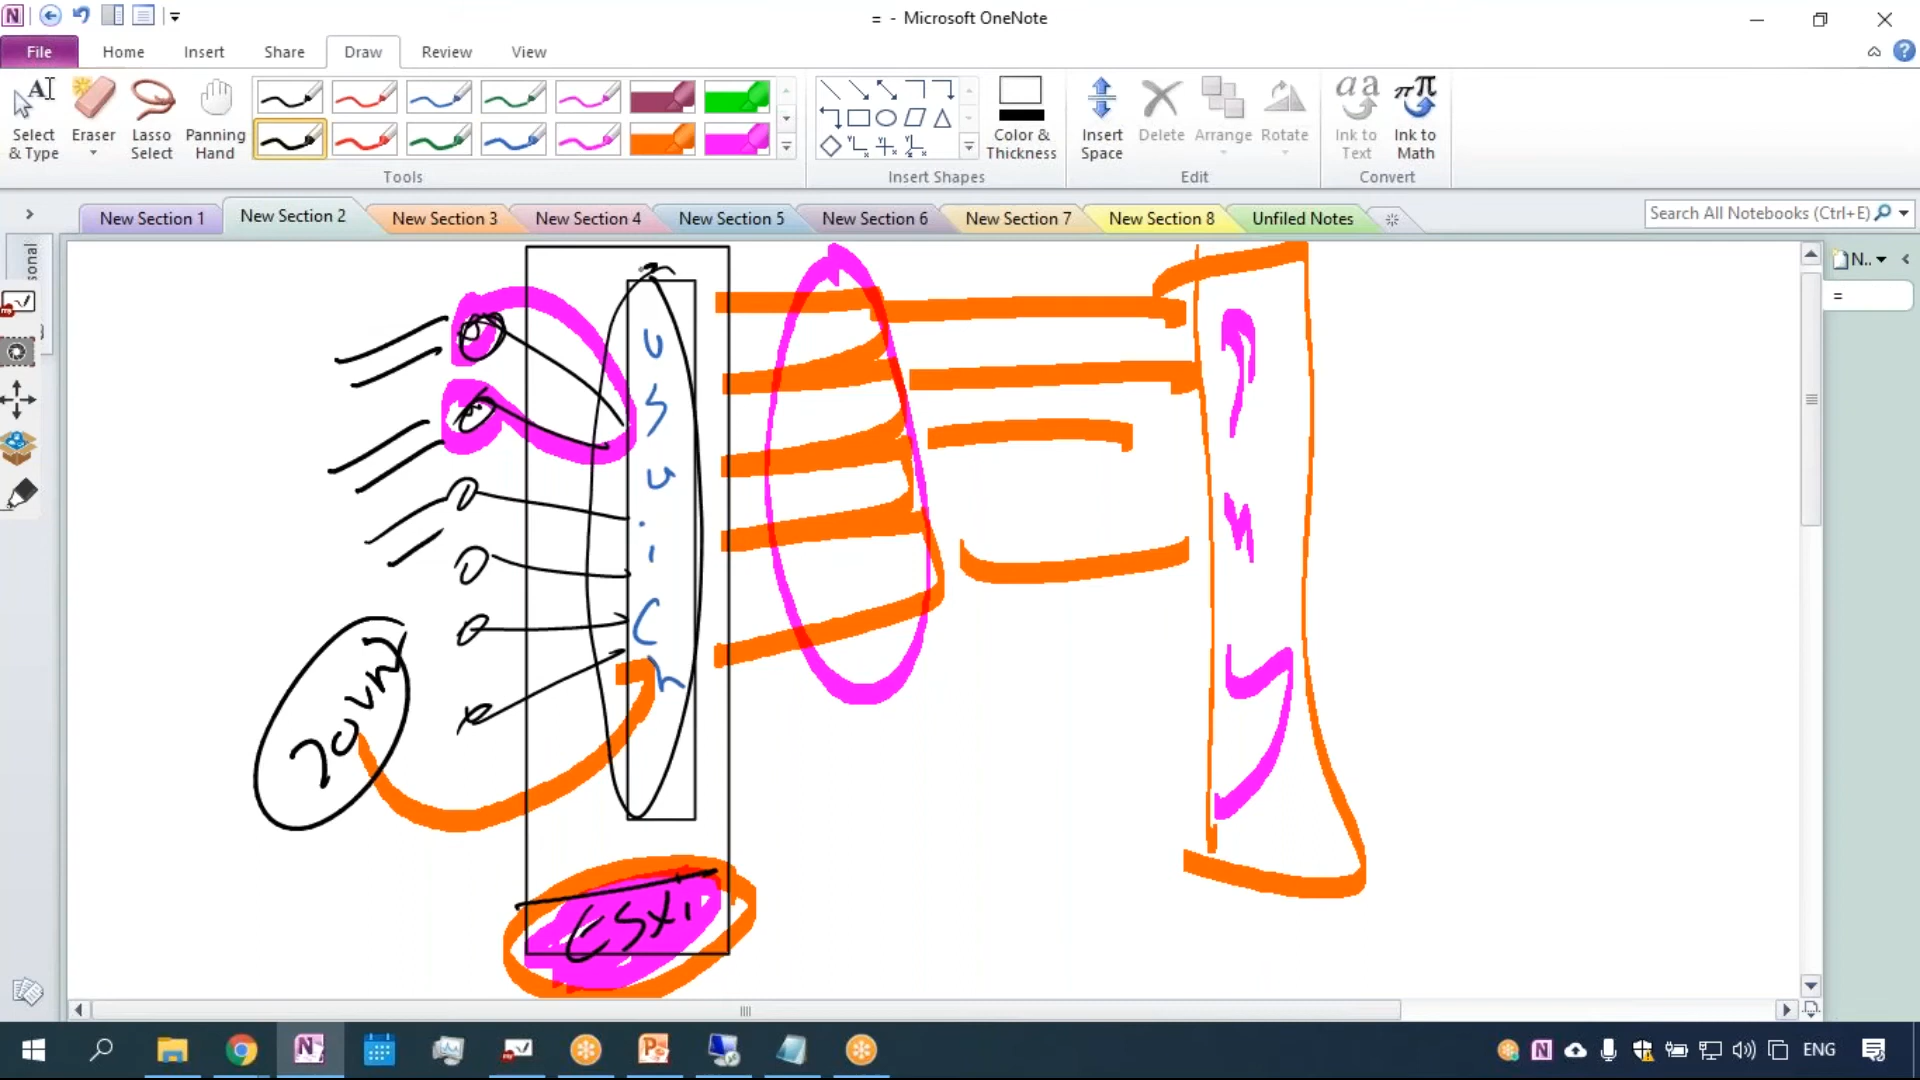 = - Microsoft OneNote
File Home Insert Share Draw Review View
Select & Type
Eraser
Lasso Select
Panning Hand
Color & Thickness
Insert Space
Delete
Arrange
Rotate
Ink to Text
Ink to Math
Tools
Insert Shapes
Edit
Convert
New Section 1 New Section 2 New Section 3 New Section 4 New Section 5 New Section 6 New Section 7 New Section 8 Unfiled Notes
Search All Notebooks (Ctrl+E)
sonal
N..
=
ESXi
ENG